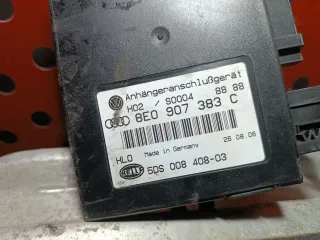 Anhängeranschlußgerät
H02 / S0004 88 88
8E0 907 383 C
HLO Made in Germany 26.08.06
HELLA 5DS 008 408-03